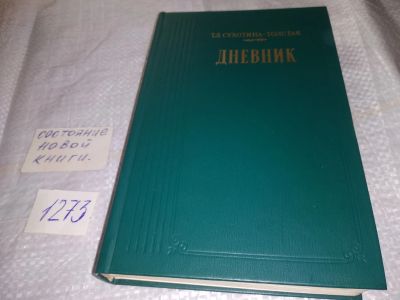 Т.Л СУХОТИНА-ТОЛСТАЯ
ДНЕВНИК
СОСТОЯНИЕ
НОВОЙ
КНИГИ.
1273